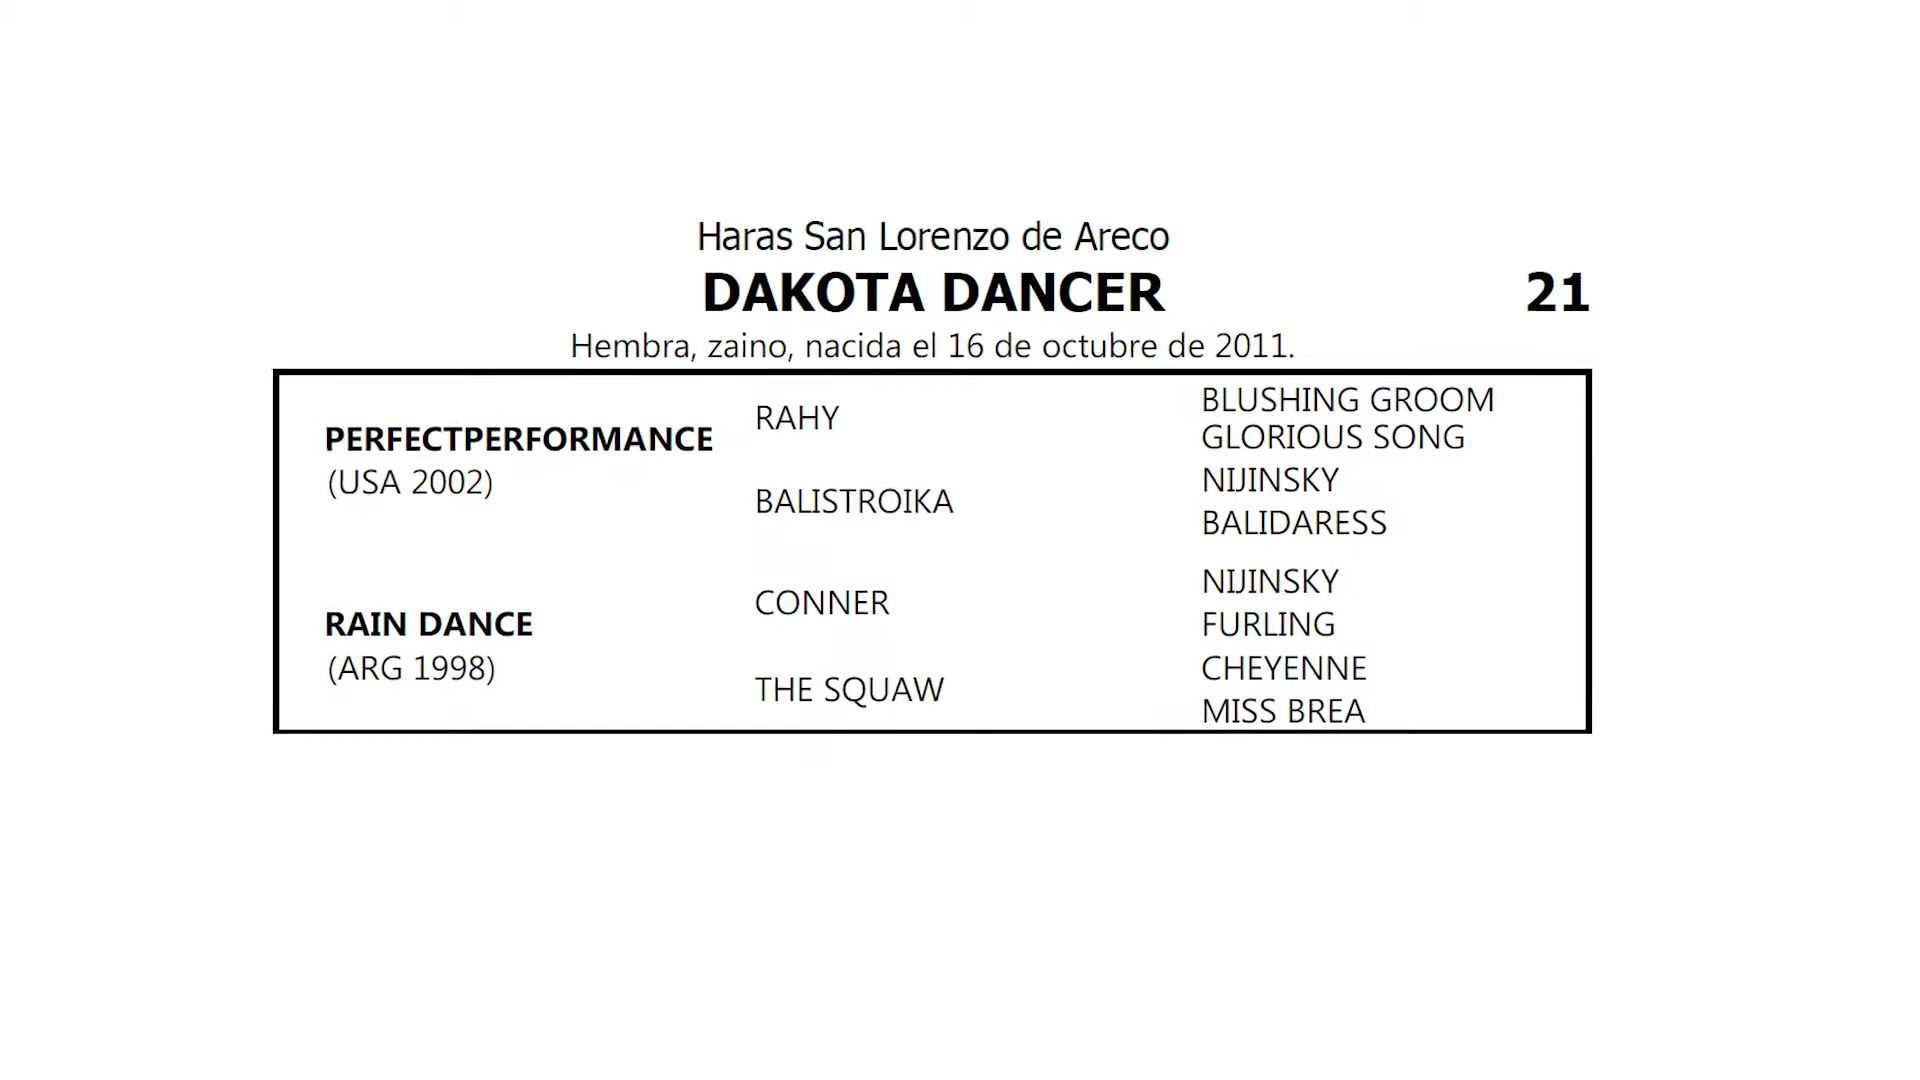 Haras San Lorenzo de Areco
DAKOTA DANCER
21
Hembra, zaino, nacida el 16 de octubre de 2011.
PERFECTPERFORMANCE
(USA 2002)
RAHY
BLUSHING GROOM
GLORIOUS SONG
BALISTROIKA
NIJINSKY
BALIDARESS
RAIN DANCE
(ARG 1998)
CONNER
NIJINSKY
FURLING
THE SQUAW
CHEYENNE
MISS BREA